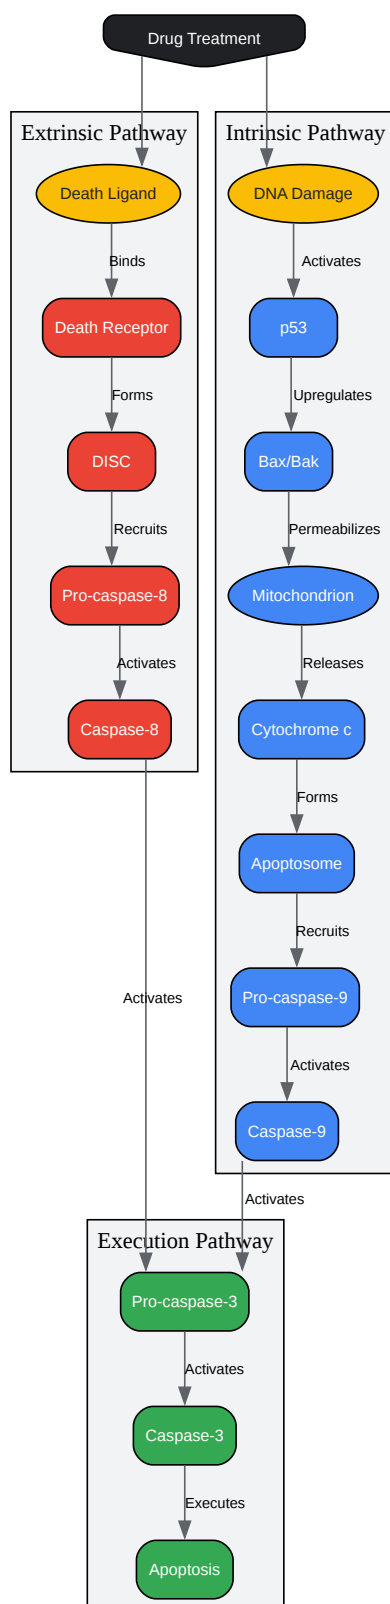 Drug Treatment
Extrinsic Pathway
Intrinsic Pathway
Death Ligand
DNA Damage
Binds
Activates
Death Receptor
p53
Forms
Upregulates
DISC
Bax/Bak
Recruits
Permeabilizes
Pro-caspase-8
Mitochondrion
Activates
Releases
Caspase-8
Cytochrome c
Forms
Apoptosome
Recruits
Activates
Pro-caspase-9
Activates
Caspase-9
Activates
Execution Pathway
Pro-caspase-3
Activates
Caspase-3
Executes
Apoptosis